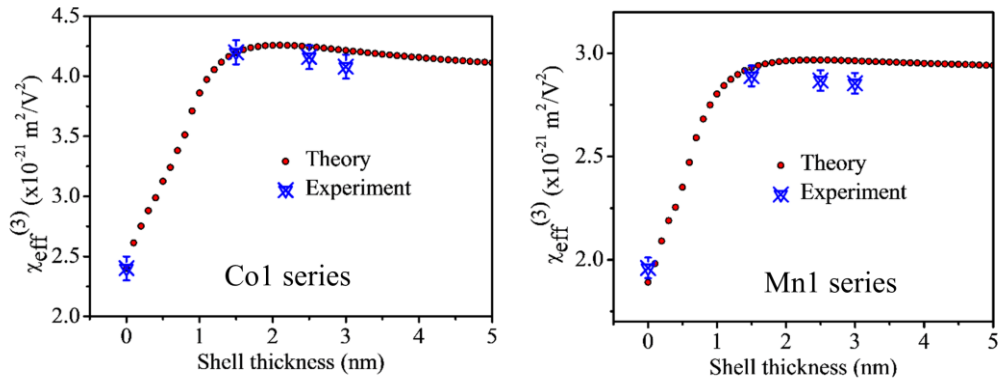 4.5
4.0
3.5
3.0
2.5
2.0
χeff(3) (x10-21 m2/V2)
Theory
Experiment
Co1 series
0 1 2 3 4 5
Shell thickness (nm)
3.0
2.5
2.0
χeff(3) (x10-21 m2/V2)
Theory
Experiment
Mn1 series
0 1 2 3 4 5
Shell thickness (nm)